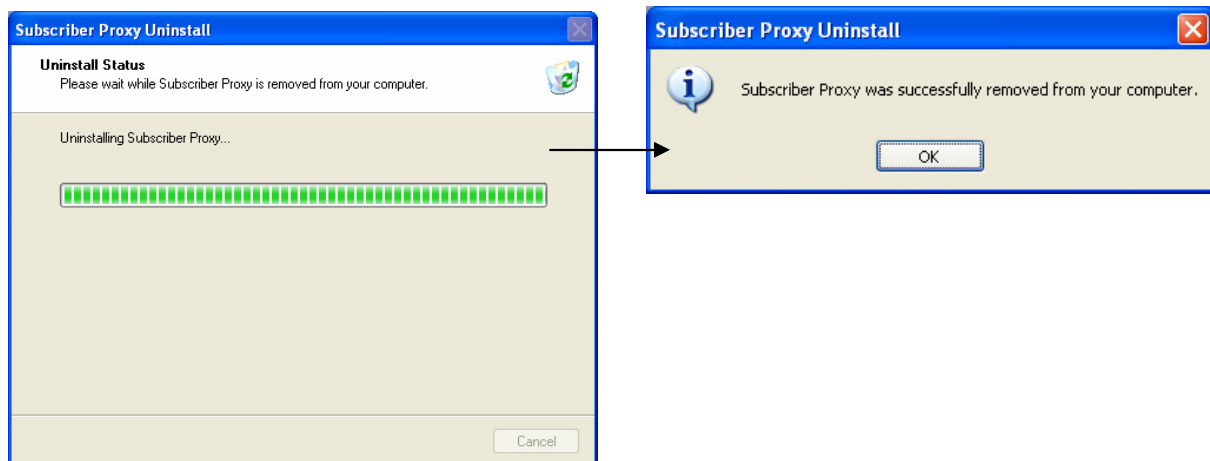 Subscriber Proxy Uninstall
Uninstall Status
Please wait while Subscriber Proxy is removed from your computer.
Uninstalling Subscriber Proxy...
Cancel
Subscriber Proxy Uninstall
Subscriber Proxy was successfully removed from your computer.
OK